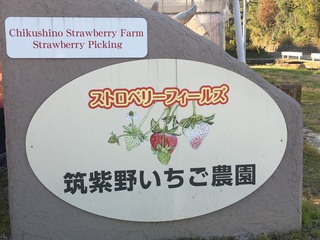 Chikushino Strawberry Farm
Strawberry Picking
ストロベリーフィールズ
筑紫野いちご農園